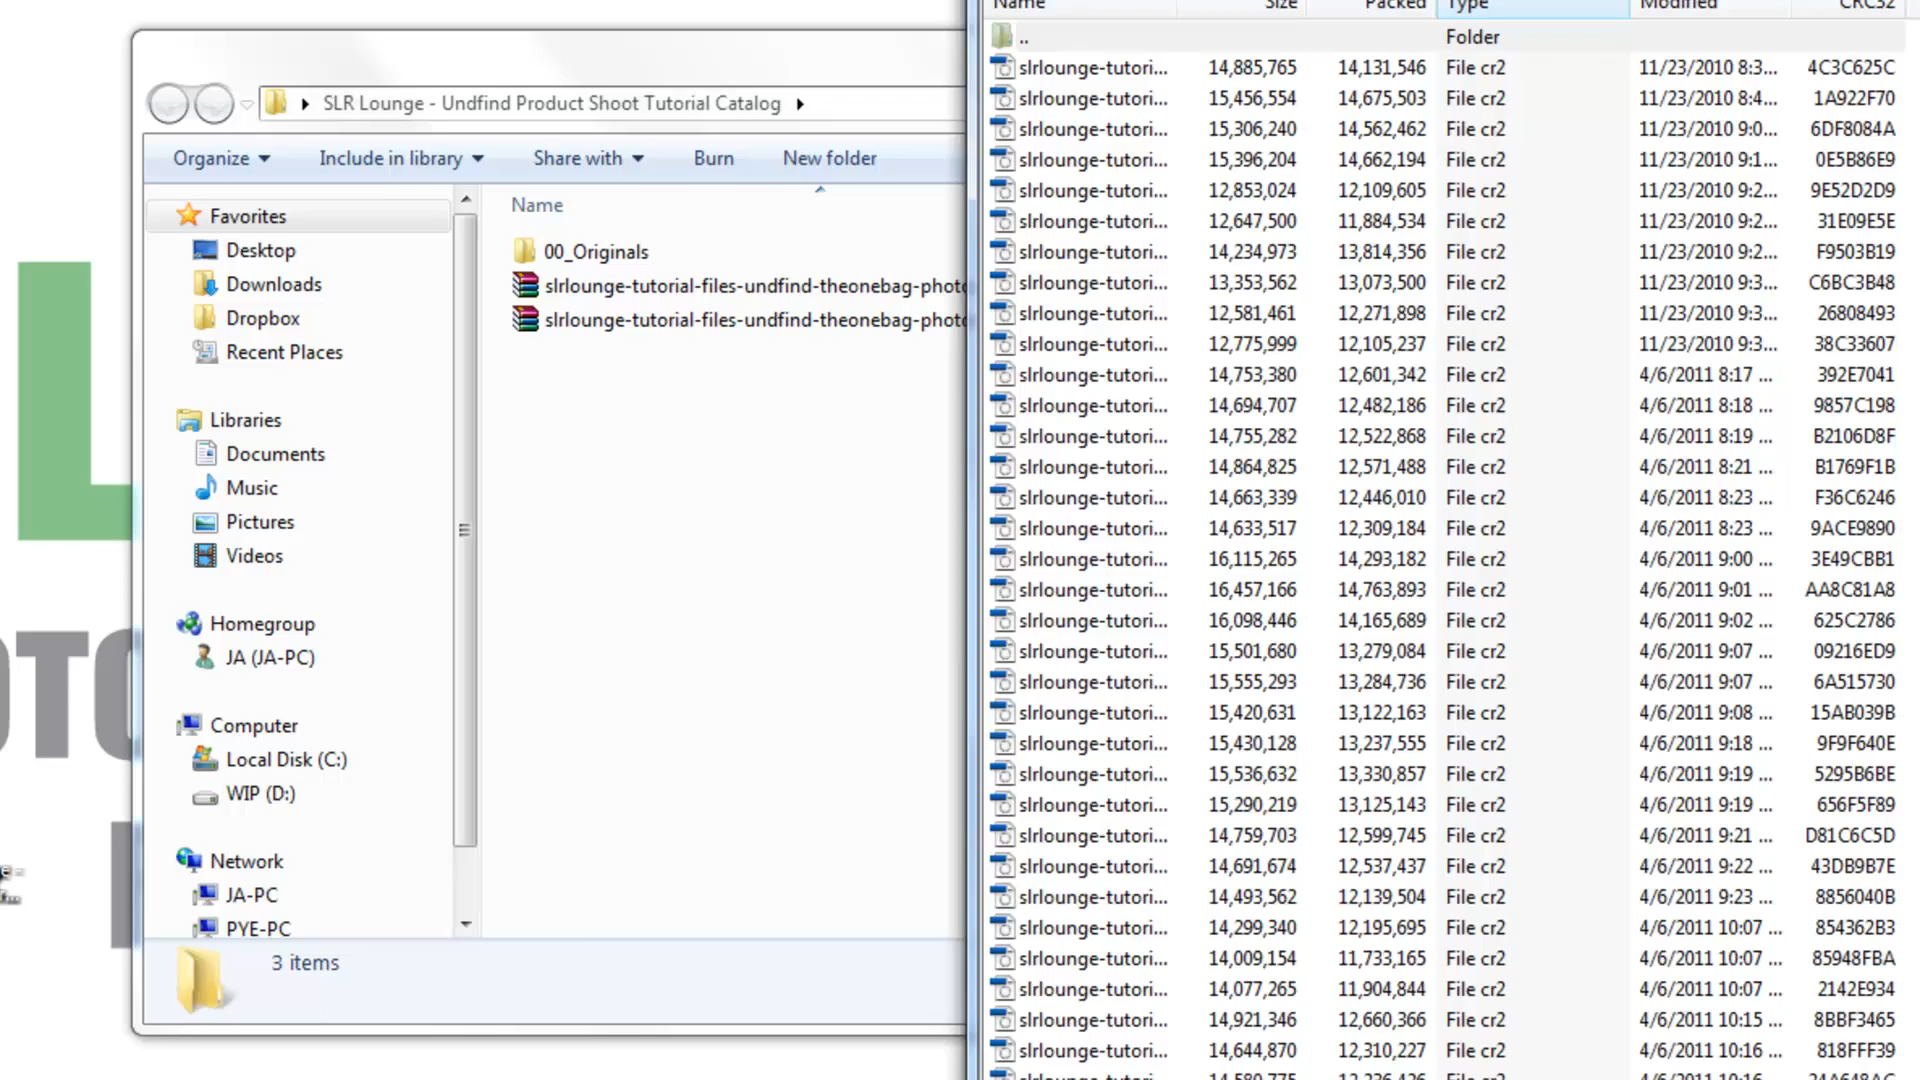 SLR Lounge - Undfind Product Shoot Tutorial Catalog
Organize Include in library Share with Burn New folder
Favorites
Desktop
Downloads
Dropbox
Recent Places
Libraries
Documents
Music
Pictures
Videos
Homegroup
JA (JA-PC)
Computer
Local Disk (C:)
WIP (D:)
Network
JA-PC
PYE-PC
Name
00_Originals
slrlounge-tutorial-files-undfind-theonebag-photo
slrlounge-tutorial-files-undfind-theonebag-photo
3 items
Name Size Packed Type Modified CRC32
.. Folder
slrlounge-tutori... 14,885,765 14,131,546 File cr2 11/23/2010 8:3... 4C3C625C
slrlounge-tutori... 15,456,554 14,675,503 File cr2 11/23/2010 8:4... 1A922F70
slrlounge-tutori... 15,306,240 14,562,462 File cr2 11/23/2010 9:0... 6DF8084A
slrlounge-tutori... 15,396,204 14,662,194 File cr2 11/23/2010 9:1... 0E5B86E9
slrlounge-tutori... 12,853,024 12,109,605 File cr2 11/23/2010 9:2... 9E52D2D9
slrlounge-tutori... 12,647,500 11,884,534 File cr2 11/23/2010 9:2... 31E09E5E
slrlounge-tutori... 14,234,973 13,814,356 File cr2 11/23/2010 9:2... F9503B19
slrlounge-tutori... 13,353,562 13,073,500 File cr2 11/23/2010 9:3... C6BC3B48
slrlounge-tutori... 12,581,461 12,271,898 File cr2 11/23/2010 9:3... 26808493
slrlounge-tutori... 12,775,999 12,105,237 File cr2 11/23/2010 9:3... 38C33607
slrlounge-tutori... 14,753,380 12,601,342 File cr2 4/6/2011 8:17 ... 392E7041
slrlounge-tutori... 14,694,707 12,482,186 File cr2 4/6/2011 8:18 ... 9857C198
slrlounge-tutori... 14,755,282 12,522,868 File cr2 4/6/2011 8:19 ... B2106D8F
slrlounge-tutori... 14,864,825 12,571,488 File cr2 4/6/2011 8:21 ... B1769F1B
slrlounge-tutori... 14,663,339 12,446,010 File cr2 4/6/2011 8:23 ... F36C6246
slrlounge-tutori... 14,633,517 12,309,184 File cr2 4/6/2011 8:23 ... 9ACE9890
slrlounge-tutori... 16,115,265 14,293,182 File cr2 4/6/2011 9:00 ... 3E49CBB1
slrlounge-tutori... 16,457,166 14,763,893 File cr2 4/6/2011 9:01 ... AA8C81A8
slrlounge-tutori... 16,098,446 14,165,689 File cr2 4/6/2011 9:02 ... 625C2786
slrlounge-tutori... 15,501,680 13,279,084 File cr2 4/6/2011 9:07 ... 09216ED9
slrlounge-tutori... 15,555,293 13,284,736 File cr2 4/6/2011 9:07 ... 6A515730
slrlounge-tutori... 15,420,631 13,122,163 File cr2 4/6/2011 9:08 ... 15AB039B
slrlounge-tutori... 15,430,128 13,237,555 File cr2 4/6/2011 9:18 ... 9F9F640E
slrlounge-tutori... 15,536,632 13,330,857 File cr2 4/6/2011 9:19 ... 5295B6BE
slrlounge-tutori... 15,290,219 13,125,143 File cr2 4/6/2011 9:19 ... 656F5F89
slrlounge-tutori... 14,759,703 12,599,745 File cr2 4/6/2011 9:21 ... D81C6C5D
slrlounge-tutori... 14,691,674 12,537,437 File cr2 4/6/2011 9:22 ... 43DB9B7E
slrlounge-tutori... 14,493,562 12,139,504 File cr2 4/6/2011 9:23 ... 8856040B
slrlounge-tutori... 14,299,340 12,195,695 File cr2 4/6/2011 10:07 ... 854362B3
slrlounge-tutori... 14,009,154 11,733,165 File cr2 4/6/2011 10:07 ... 85948FBA
slrlounge-tutori... 14,077,265 11,904,844 File cr2 4/6/2011 10:07 ... 2142E934
slrlounge-tutori... 14,921,346 12,660,366 File cr2 4/6/2011 10:15 ... 8BBF3465
slrlounge-tutori... 14,644,870 12,310,227 File cr2 4/6/2011 10:16 ... 818FFF39